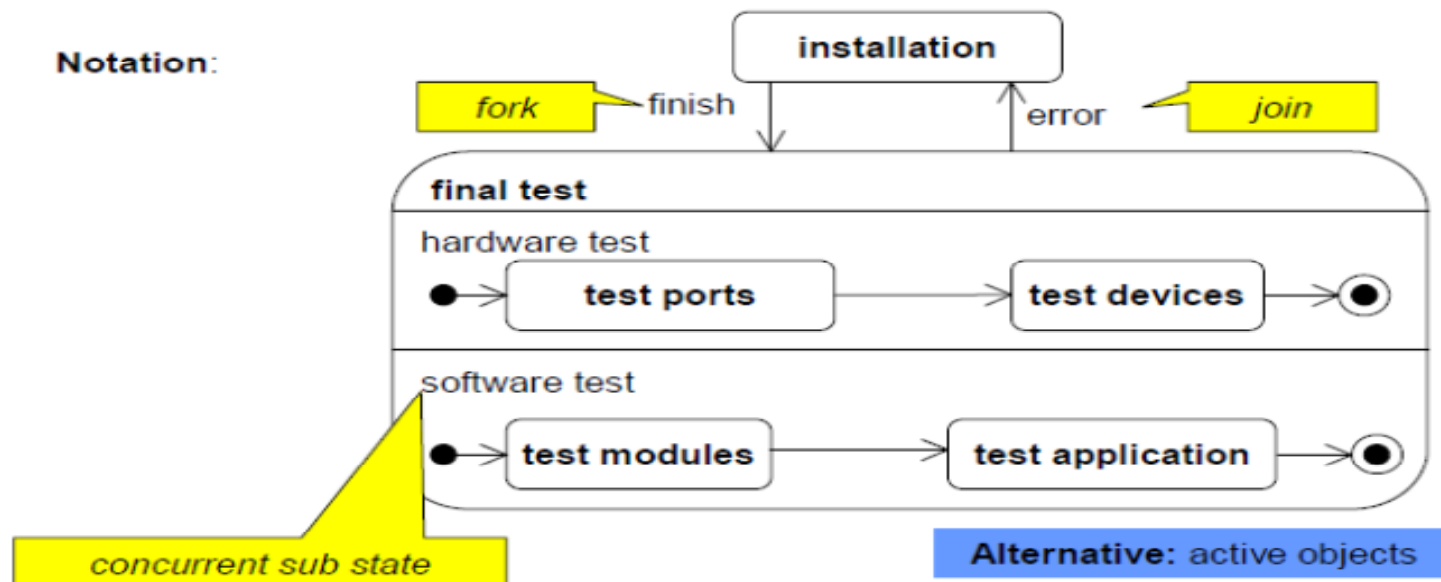 installation
Notation:
fork
finish
error
join
final test
hardware test
test ports
test devices
software test
test modules
test application
concurrent sub state
Alternative: active objects